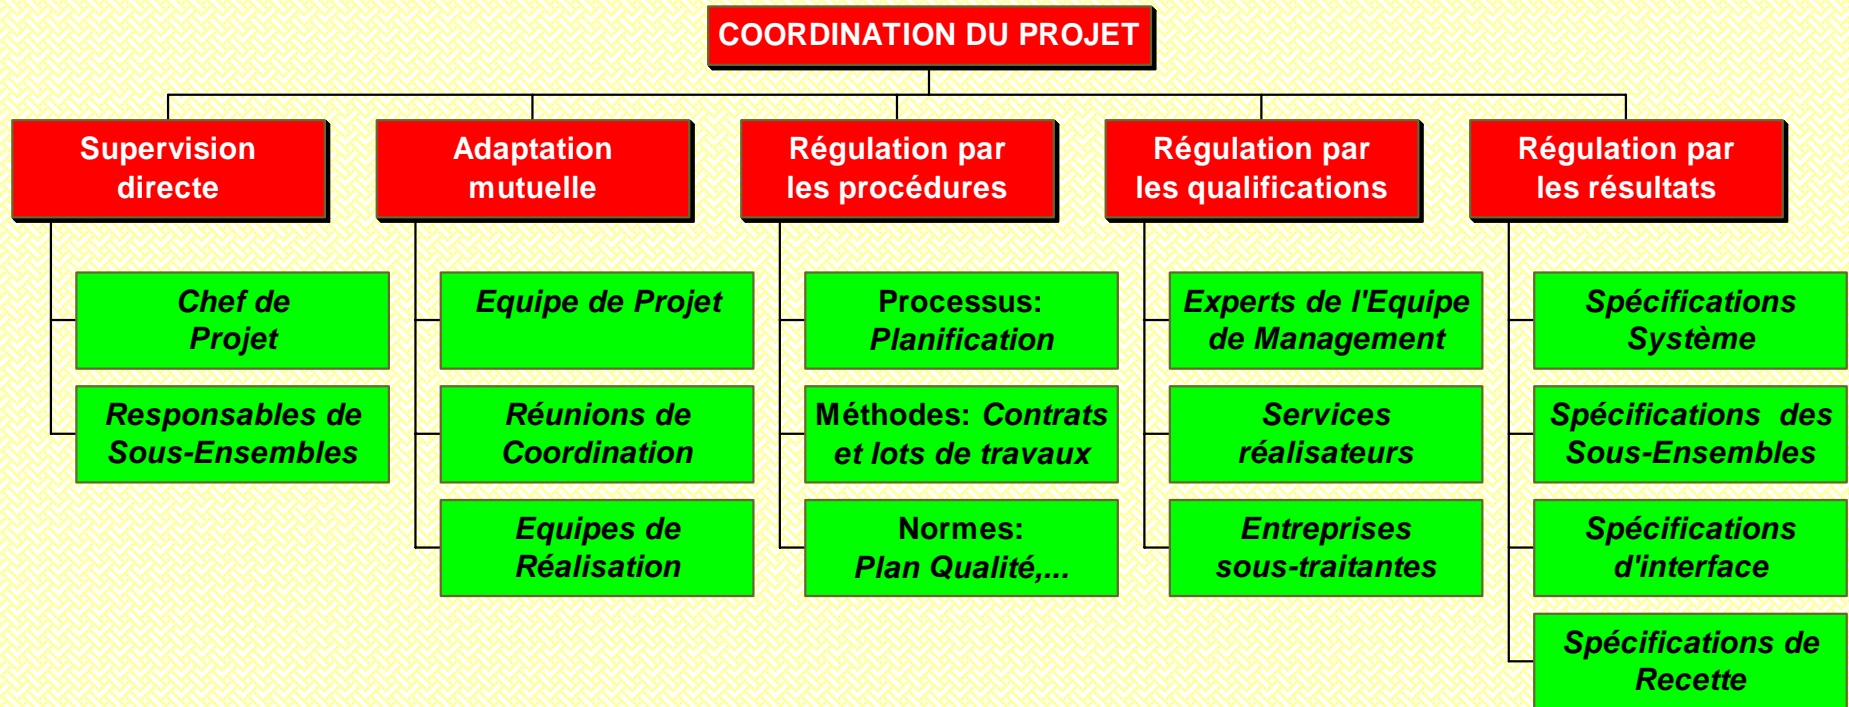 COORDINATION DU PROJET
Supervision
directe
Chef de
Projet
Responsables de
Sous-Ensembles
Adaptation
mutuelle
Equipe de Projet
Réunions de
Coordination
Equipes de
Réalisation
Régulation par
les procédures
Processus:
Planification
Méthodes: Contrats
et lots de travaux
Normes:
Plan Qualité,...
Régulation par
les qualifications
Experts de l'Equipe
de Management
Services
réalisateurs
Entreprises
sous-traitantes
Régulation par
les résultats
Spécifications
Système
Spécifications des
Sous-Ensembles
Spécifications
d'interface
Spécifications de
Recette